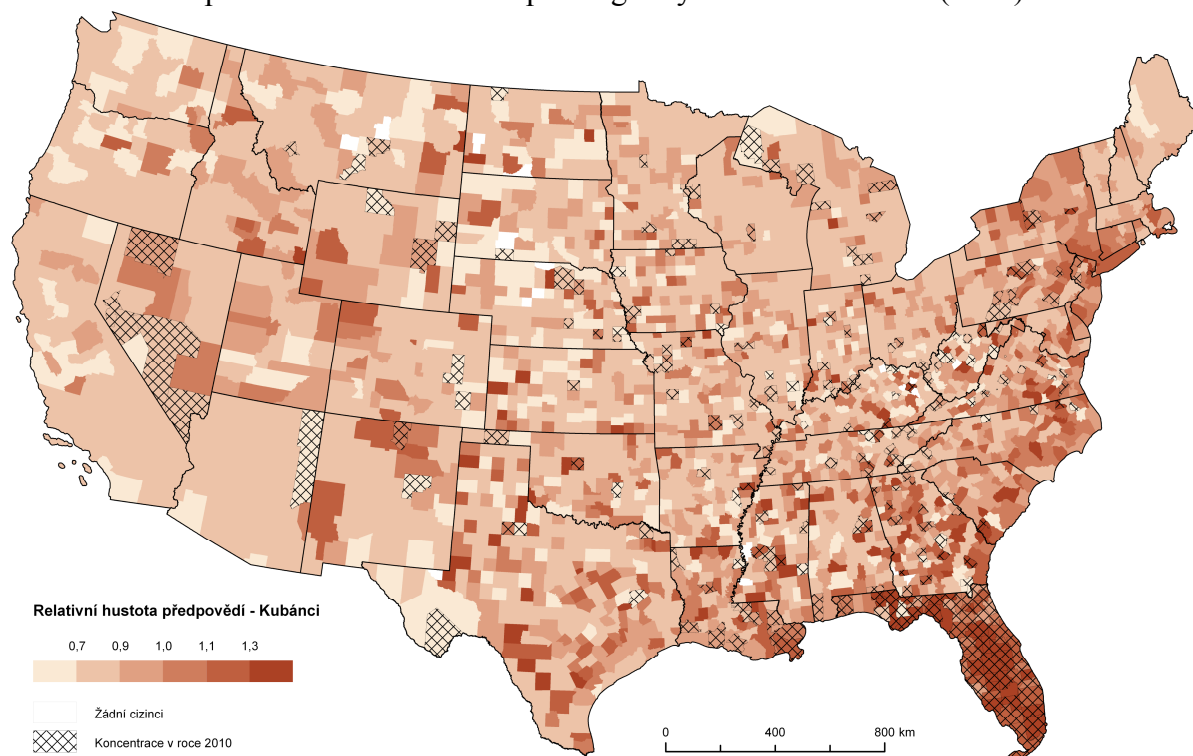 Relativní hustota předpovědí - Kubánci
0,7 0,9 1,0 1,1 1,3
Žádní cizinci
Koncentrace v roce 2010
0 400 800 km